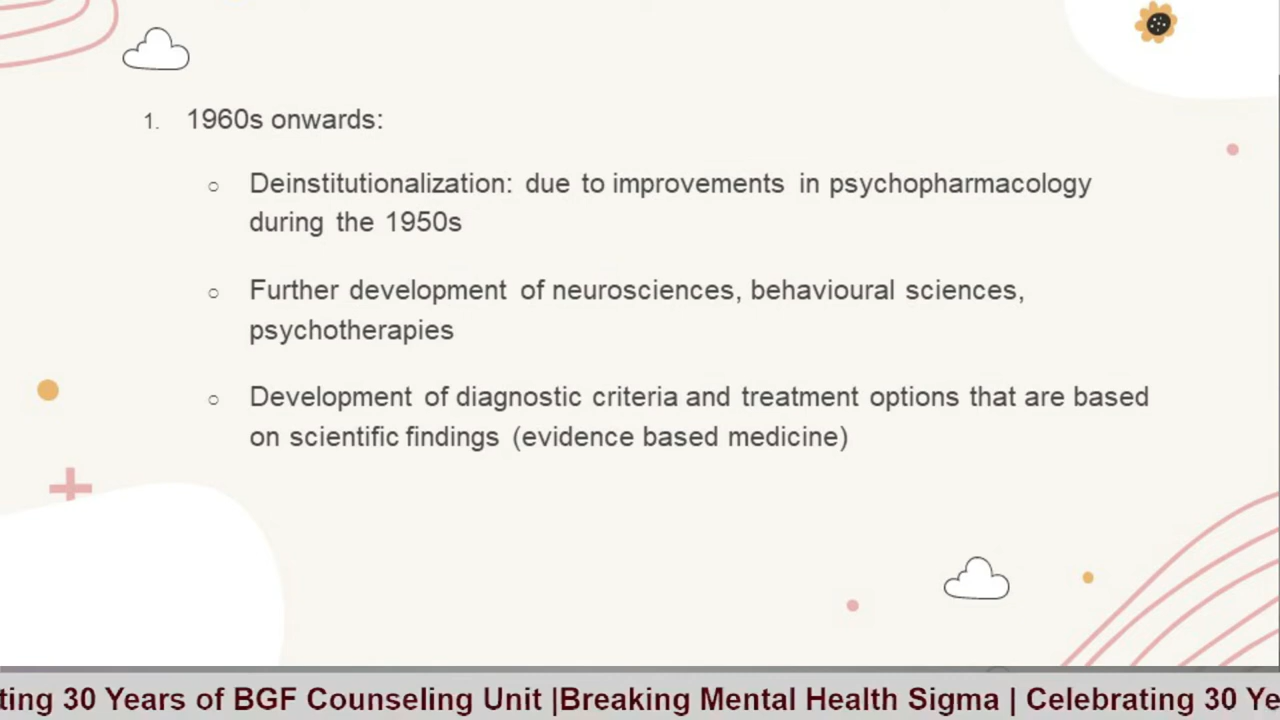 1. 1960s onwards:
○ Deinstitutionalization: due to improvements in psychopharmacology
during the 1950s
○ Further development of neurosciences, behavioural sciences,
psychotherapies
○ Development of diagnostic criteria and treatment options that are based
on scientific findings (evidence based medicine)
ting 30 Years of BGF Counseling Unit |Breaking Mental Health Sigma | Celebrating 30 Ye